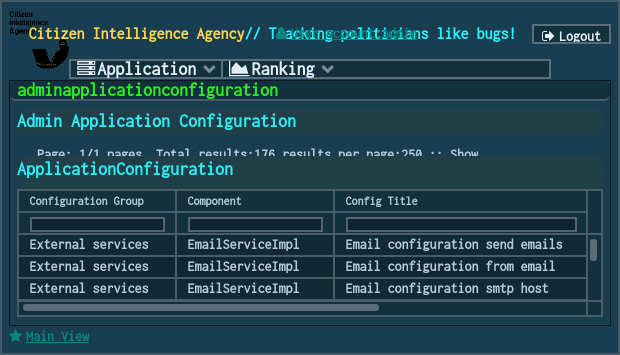 Citizen
Intelligence
Agency
Citizen Intelligence Agency// Tracking politicians like bugs!
Logout
Application
Ranking
adminapplicationconfiguration
Admin Application Configuration
Page: 1/1 pages, Total results:176 results per page:250 :: Show
ApplicationConfiguration
Configuration Group Component Config Title
External services EmailServiceImpl Email configuration send emails
External services EmailServiceImpl Email configuration from email
External services EmailServiceImpl Email configuration smtp host
Main View